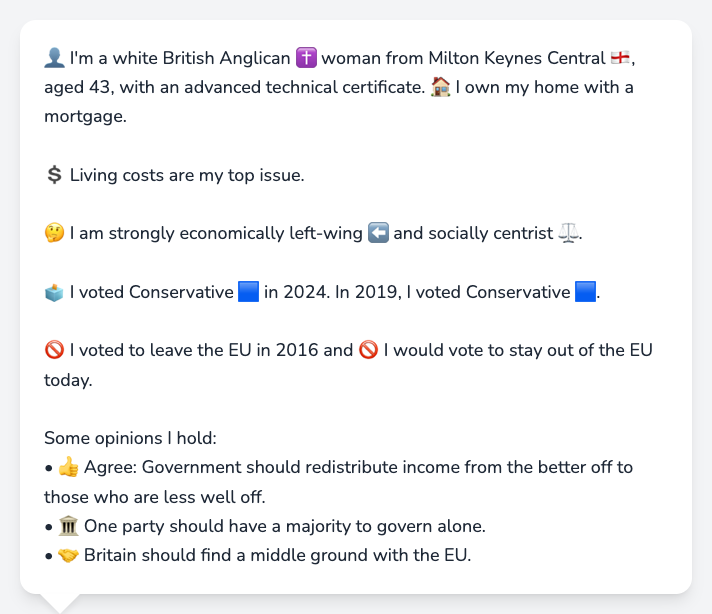 👤 I'm a white British Anglican ✝️ woman from Milton Keynes Central 🏴󠁧󠁢󠁥󠁮󠁧󠁿,
aged 43, with an advanced technical certificate. 🏠 I own my home with a
mortgage.
💲 Living costs are my top issue.
🤔 I am strongly economically left-wing ⬅️ and socially centrist ⚖️.
🗳️ I voted Conservative 🟦 in 2024. In 2019, I voted Conservative 🟦.
🚫 I voted to leave the EU in 2016 and 🚫 I would vote to stay out of the EU
today.
Some opinions I hold:
• 👍 Agree: Government should redistribute income from the better off to
those who are less well off.
• 🏛️ One party should have a majority to govern alone.
• 🤝 Britain should find a middle ground with the EU.